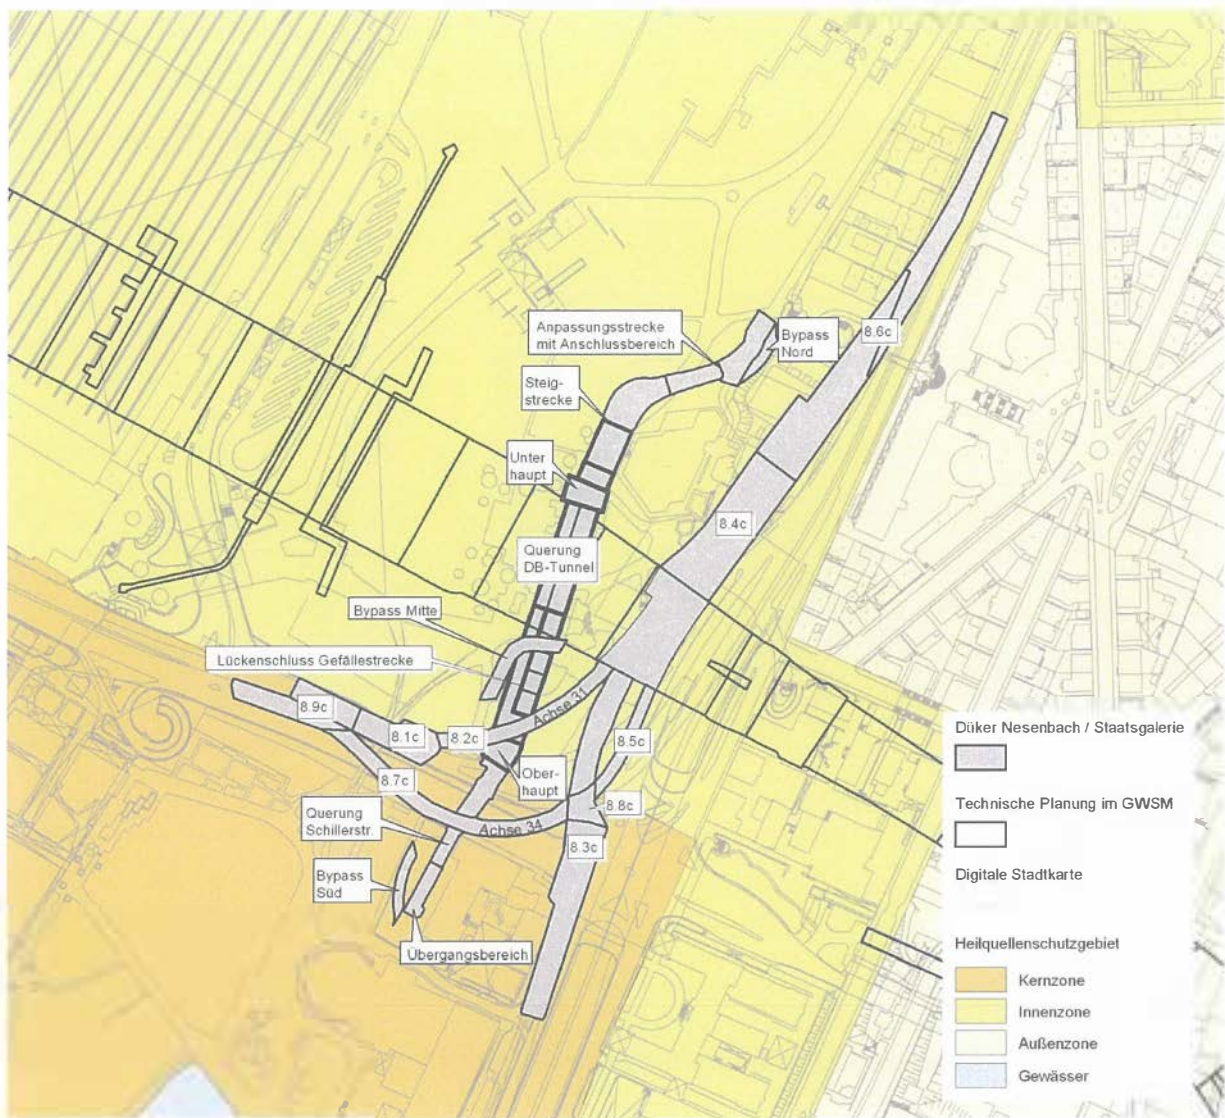 Anpassungsstrecke
mit Anschlussbereich
Bypass
Nord
8.6c
Steig-
strecke
Unter
haupt
8.4c
Querung
DB-Tunnel
Bypass Mitte
Lückenschluss Gefällestrecke
Achse 31
8.9c
8.1c
8.2c
8.5c
8.7c
Ober-
haupt
8.8c
Querung
Schillerstr.
Achse 34
8.3c
Bypass
Süd
Übergangsbereich
Düker Nesenbach / Staatsgalerie
Technische Planung im GWSM
Digitale Stadtkarte
Heilquellenschutzgebiet
Kernzone
Innenzone
Außenzone
Gewässer